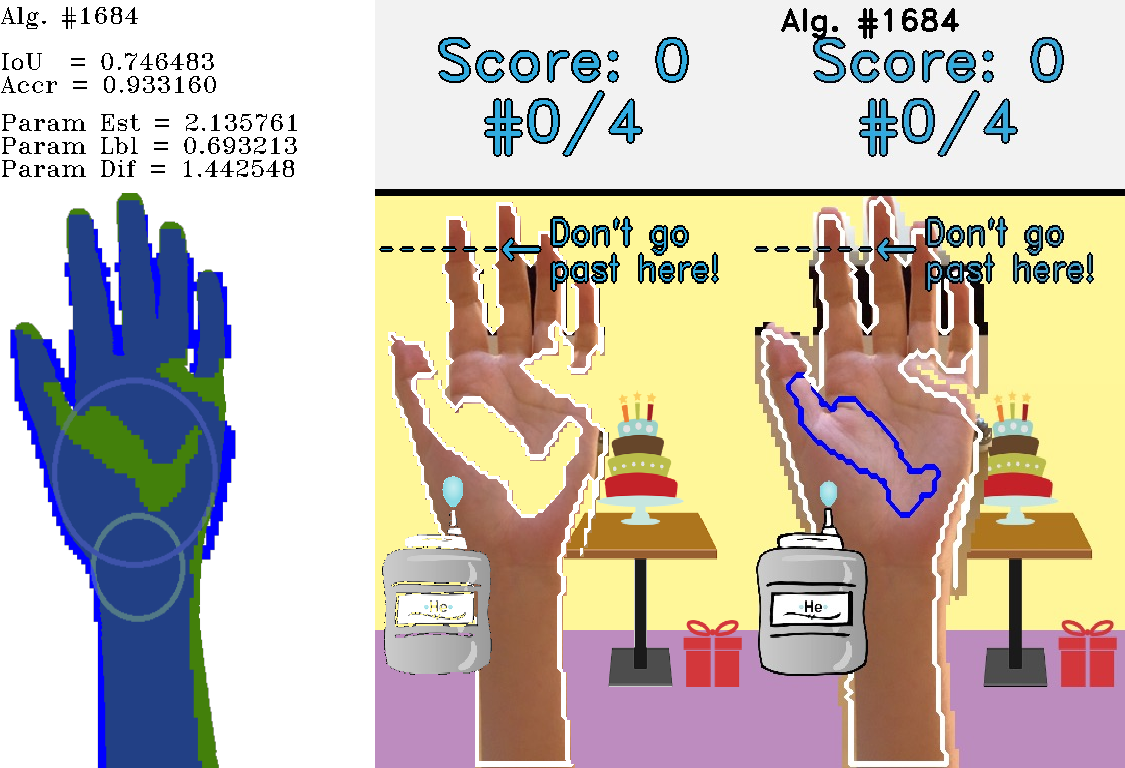 Alg. #1684
IoU = 0.746483
Accr = 0.933160
Param Est = 2.135761
Param Lbl = 0.693213
Param Dif = 1.442548
Score: 0
#0/4
Don't go
past here!
He
Alg. #1684
Score: 0
#0/4
Don't go
past here!
He